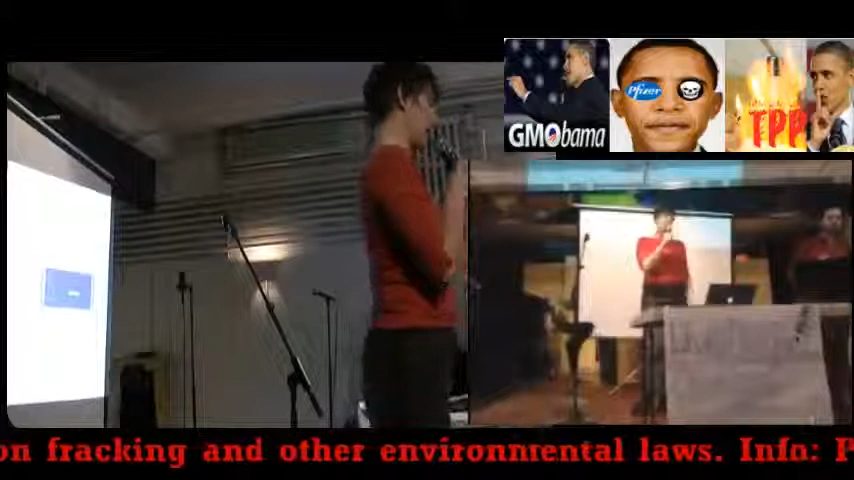 GMObama
Pfizer
TPP
on fracking and other environmental laws. Info: P